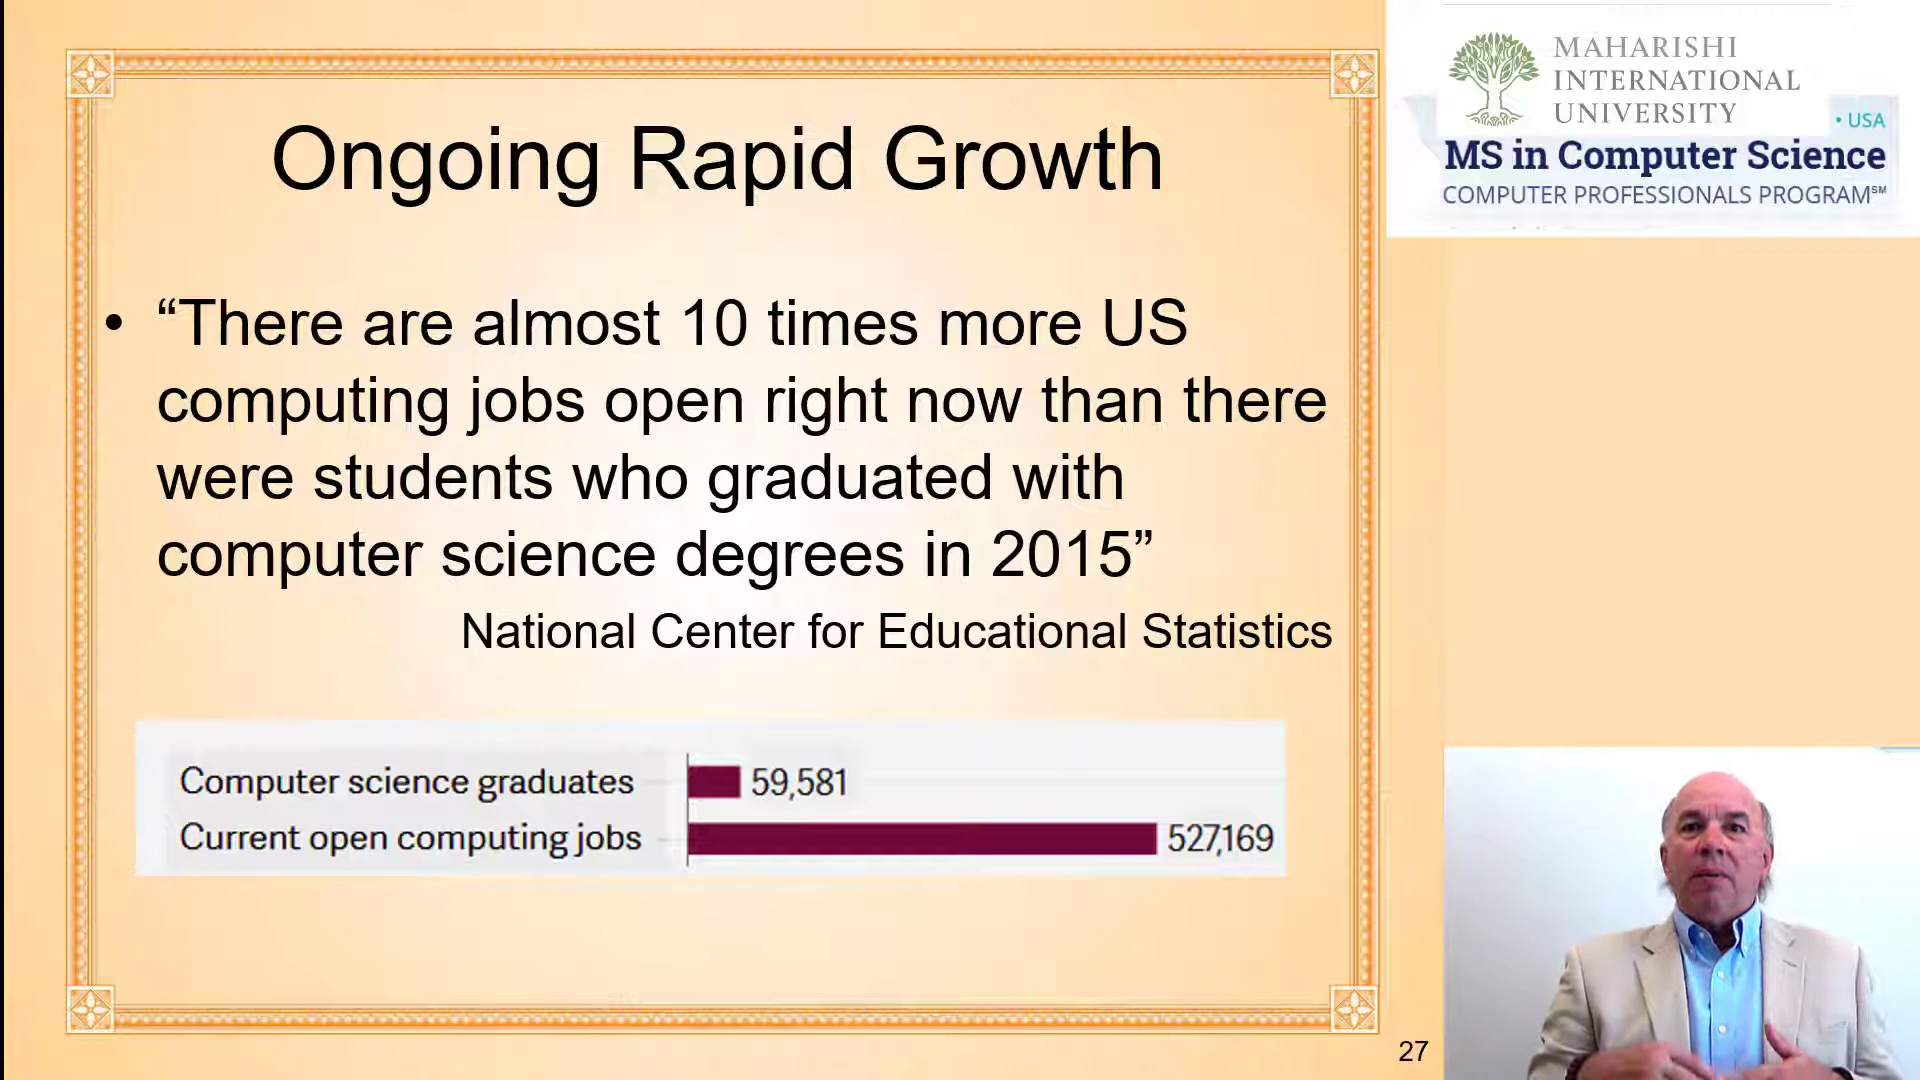 Ongoing Rapid Growth
• “There are almost 10 times more US
computing jobs open right now than there
were students who graduated with
computer science degrees in 2015”
National Center for Educational Statistics
Computer science graduates 59,581
Current open computing jobs 527,169
27
MAHARISHI
INTERNATIONAL
UNIVERSITY
• USA
MS in Computer Science
COMPUTER PROFESSIONALS PROGRAM℠